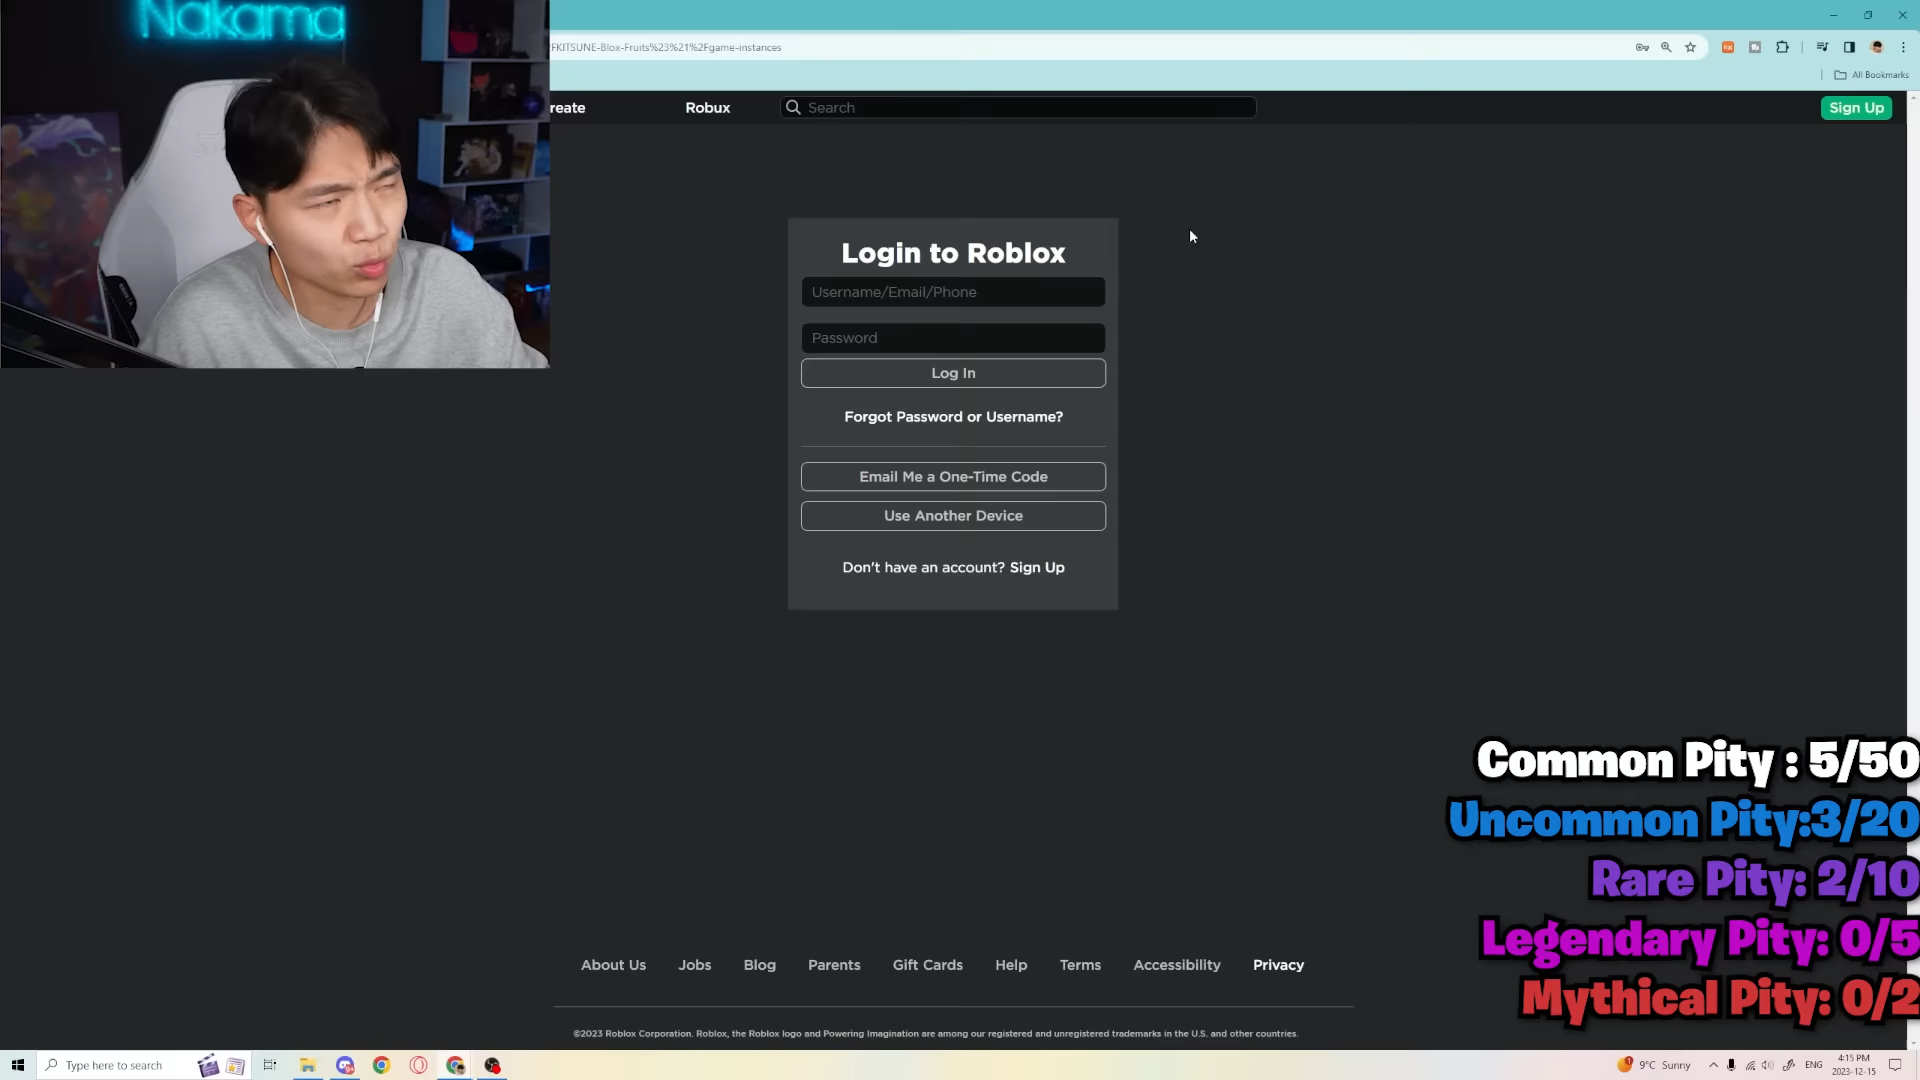 Nakama
FKITSUNE-Blox-Fruits%23%21%2Fgame-instances
All Bookmarks
reate
Robux
Search
Sign Up
Login to Roblox
Username/Email/Phone
Password
Log In
Forgot Password or Username?
Email Me a One-Time Code
Use Another Device
Don't have an account? Sign Up
Common Pity : 5/50
Uncommon Pity:3/20
Rare Pity: 2/10
Legendary Pity: 0/5
Mythical Pity: 0/2
About Us
Jobs
Blog
Parents
Gift Cards
Help
Terms
Accessibility
Privacy
©2023 Roblox Corporation. Roblox, the Roblox logo and Powering Imagination are among our registered and unregistered trademarks in the U.S. and other countries.
Type here to search
9°C Sunny
ENG
4:15 PM
2023-12-15